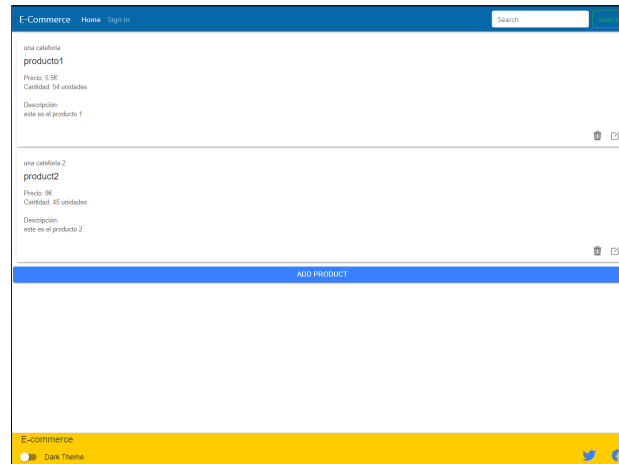 E-Commerce Home Sign In Search Search
una cateforia
producto1
Precio: 5.5€
Cantidad: 54 unidades
Descripción:
este es el producto 1
una cateforia 2
product2
Precio: 8€
Cantidad: 45 unidades
Descripción:
este es el producto 2
ADD PRODUCT
E-commerce
Dark Theme